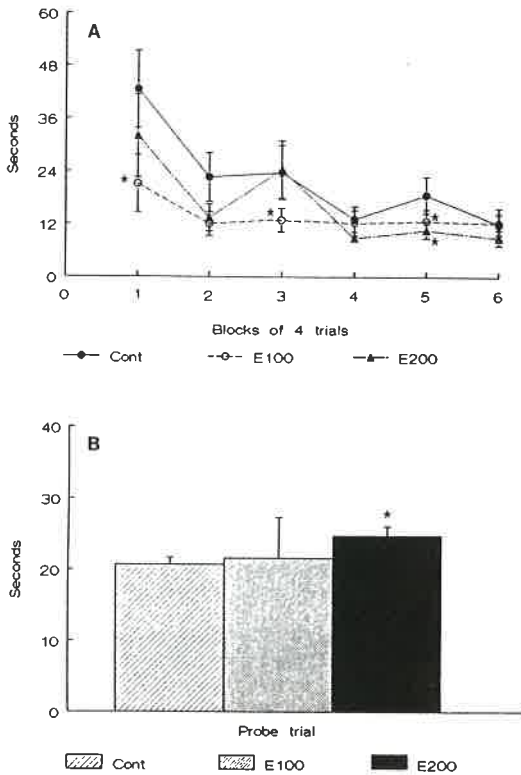 A
60
48
36
24
12
0
Seconds
*
*
*
*
0 1 2 3 4 5 6
Blocks of 4 trials
Cont E100 E200
B
40
30
20
10
0
Seconds
*
Probe trial
Cont E100 E200